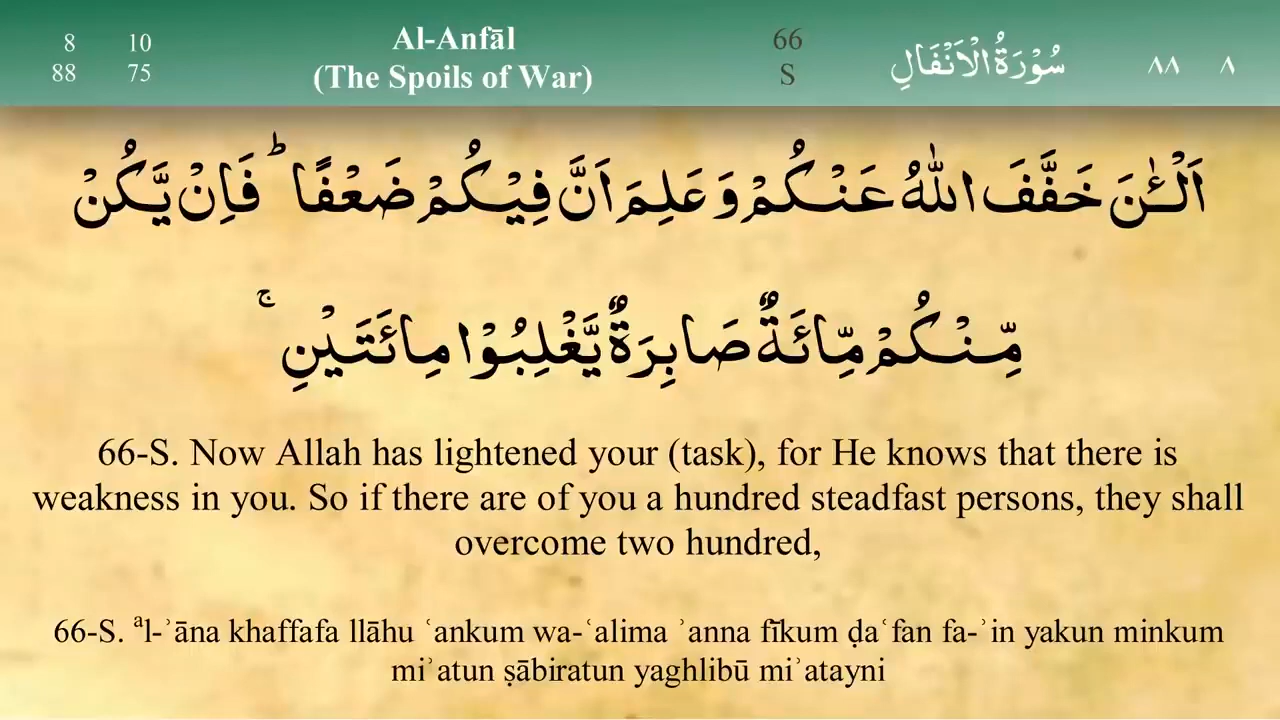 8 10 Al-Anfāl 66 سُوْرَةُ الْاَنْفَالِ ٨٨ ٨
88 75 (The Spoils of War) S
اَلْـٰٔنَ خَفَّفَ اللّٰهُ عَنْكُمْ وَعَلِمَ اَنَّ فِيْكُمْ ضَعْفًا ؕ فَاِنْ يَّكُنْ
مِّنْكُمْ مِّائَةٌ صَابِرَةٌ يَّغْلِبُوْا مِائَتَيْنِ ۚ
66-S. Now Allah has lightened your (task), for He knows that there is
weakness in you. So if there are of you a hundred steadfast persons, they shall
overcome two hundred,
66-S. ᵃl-ʾāna khaffafa llāhu ʿankum wa-ʿalima ʾanna fīkum ḍaʿfan fa-ʾin yakun minkum
miʾatun ṣābiratun yaghlibū miʾatayni